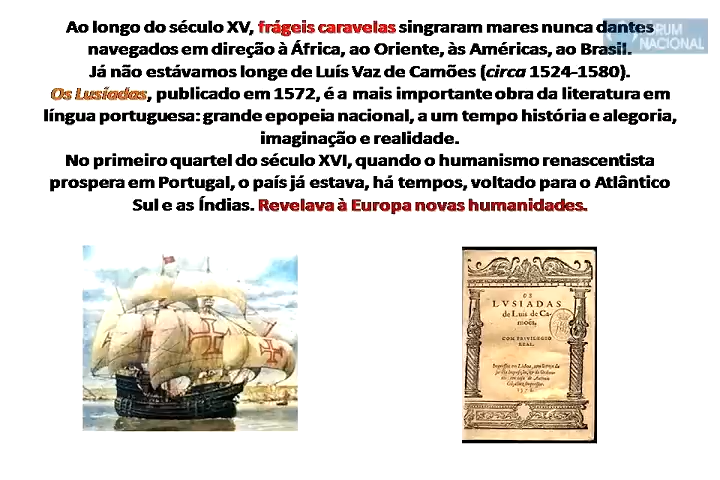 Ao longo do século XV, frágeis caravelas singraram mares nunca dantes
navegados em direção à África, ao Oriente, às Américas, ao Brasil.
Já não estávamos longe de Luís Vaz de Camões (circa 1524-1580).
Os Lusíadas, publicado em 1572, é a mais importante obra da literatura em
língua portuguesa: grande epopeia nacional, a um tempo história e alegoria,
imaginação e realidade.
No primeiro quartel do século XVI, quando o humanismo renascentista
prospera em Portugal, o país já estava, há tempos, voltado para o Atlântico
Sul e as Índias. Revelava à Europa novas humanidades.
FÓRUM
NACIONAL
OS
LVSIADAS
de Luis de Ca-
moões,
COM PRIVILEGIO
REAL.